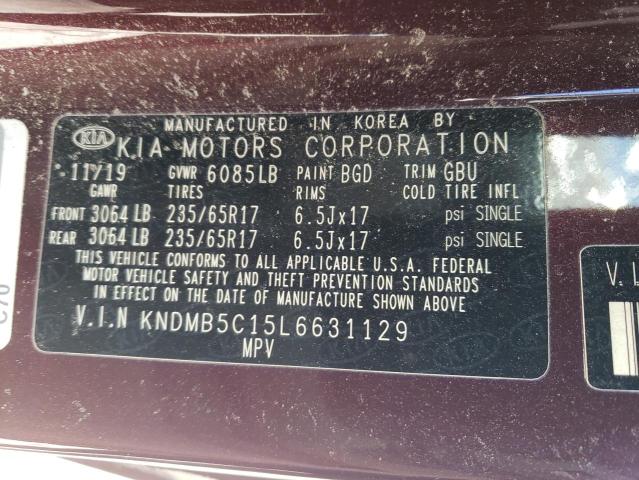 MANUFACTURED IN KOREA BY
KIA KIA MOTORS CORPORATION
11/19 GVWR 6085LB PAINT BGD TRIM GBU
GAWR TIRES RIMS COLD TIRE INFL
FRONT 3064 LB 235/65R17 6.5Jx17 psi SINGLE
REAR 3064 LB 235/65R17 6.5Jx17 psi SINGLE
THIS VEHICLE CONFORMS TO ALL APPLICABLE U.S.A. FEDERAL
MOTOR VEHICLE SAFETY AND THEFT PREVENTION STANDARDS
IN EFFECT ON THE DATE OF MANUFACTURE SHOWN ABOVE.
V.I.N KNDMB5C15L6631129
MPV
V.I
C70